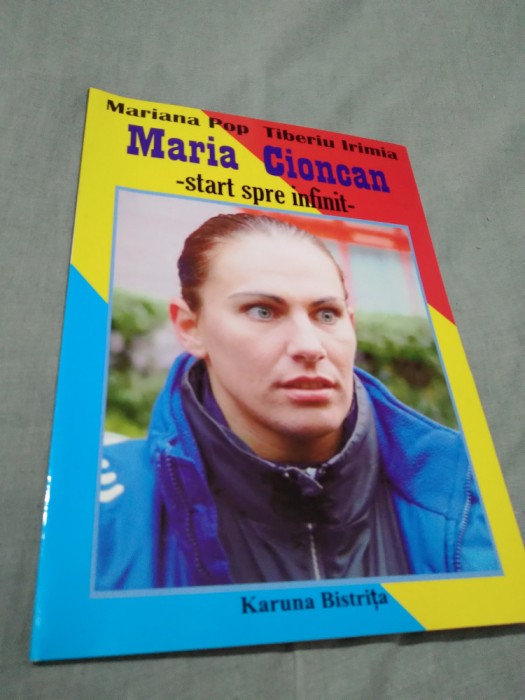 Mariana Pop Tiberiu Irimia
Maria Cioncan
-start spre infinit-
Karuna Bistrița